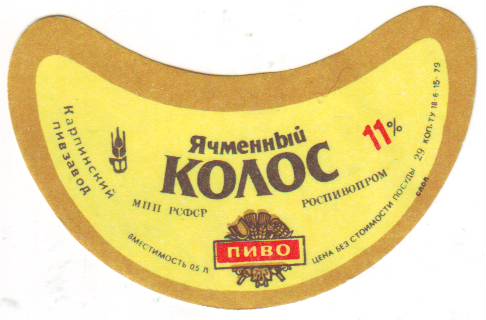 Ячменный
КОЛОС
11%
Карпинский
пивзавод
МПП РСФСР
РОСПИВОПРОМ
ПИВО
ВМЕСТИМОСТЬ 0,5 Л
ЦЕНА БЕЗ СТОИМОСТИ ПОСУДЫ 29 КОП. ТУ 18·6·15·79